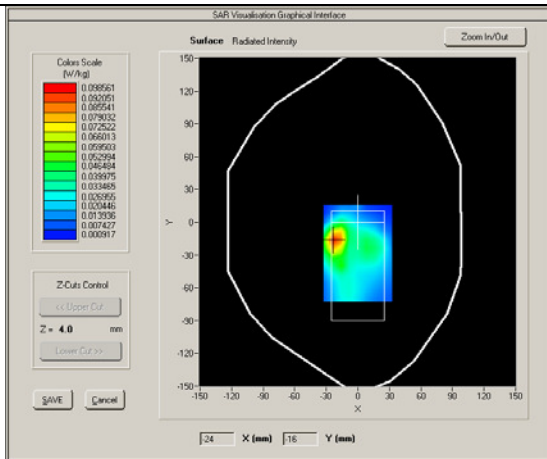 SAR Visualisation Graphical Interface
Surface Radiated Intensity
Zoom In/Out
Colors Scale
(W/kg)
0.098561
0.092051
0.085541
0.079032
0.072522
0.066013
0.059503
0.052994
0.046484
0.039975
0.033465
0.026955
0.020446
0.013936
0.007427
0.000917
Z-Cuts Control
<< Upper Cut
Z = 4.0 mm
Lower Cut >>
SAVE
Cancel
150
120
90
60
30
0
-30
-60
-90
-120
-150
Y
-150 -120 -90 -60 -30 0 30 60 90 120 150
X
-24 X (mm) -16 Y (mm)